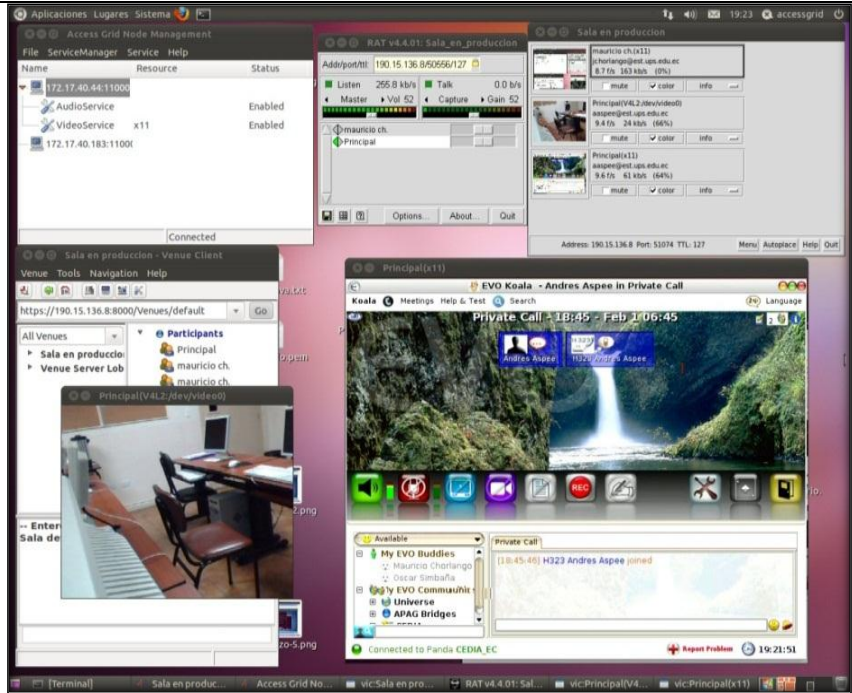 Aplicaciones Lugares Sistema
19:23 accessgrid
Access Grid Node Management
File ServiceManager Service Help
Name Resource Status
172.17.40.44:11000
AudioService Enabled
VideoService x11 Enabled
172.17.40.183:1100
Connected
RAT v4.4.01: Sala_en_produccion
Addr/port/ttl: 190.15.136.8/50556/127
Listen 255.8 kb/s Talk 0.0 b/s
Master Vol 52 Capture Gain 52
mauricio ch.
Principal
Options... About... Quit
Sala en produccion
mauricio ch.(x11)
jchorlango@est.ups.edu.ec
8.7 f/s 163 kb/s (0%)
mute color info
Principal(V4L2:/dev/video0)
aaspee@est.ups.edu.ec
9.4 f/s 24 kb/s (66%)
mute color info
Principal(x11)
aaspee@est.ups.edu.ec
9.6 f/s 61 kb/s (64%)
mute color info
Address: 190.15.136.8 Port: 51074 TTL: 127 Menu Autoplace Help Quit
Sala en produccion - Venue Client
Venue Tools Navigation Help
https://190.15.136.8:8000/Venues/default Go
All Venues
Sala en produccio
Venue Server Lob
Participants
Principal
mauricio ch.
mauricio ch.
Principal(V4L2:/dev/video0)
-- Enter
Sala de
2.png
zo-5.png
Principal(x11)
EVO Koala - Andres Aspee in Private Call
Koala Meetings Help & Test Search Language
Private Call - 18:45 - Feb 1 06:45
Andres Aspee
H323 Andres Aspee
REC
Available
My EVO Buddies
Mauricio Chorlango
Oscar Simbaña
My EVO Communit
Universe
APAG Bridges
CEDIA
Private Call
[18:45:46] H323 Andres Aspee joined
Connected to Panda CEDIA_EC
Report Problem
19:21:51
[Terminal]
Sala en produc...
Access Grid No...
vic:Sala en pro...
RAT v4.4.01: Sal...
vic:Principal(V4...
vic:Principal(x11)